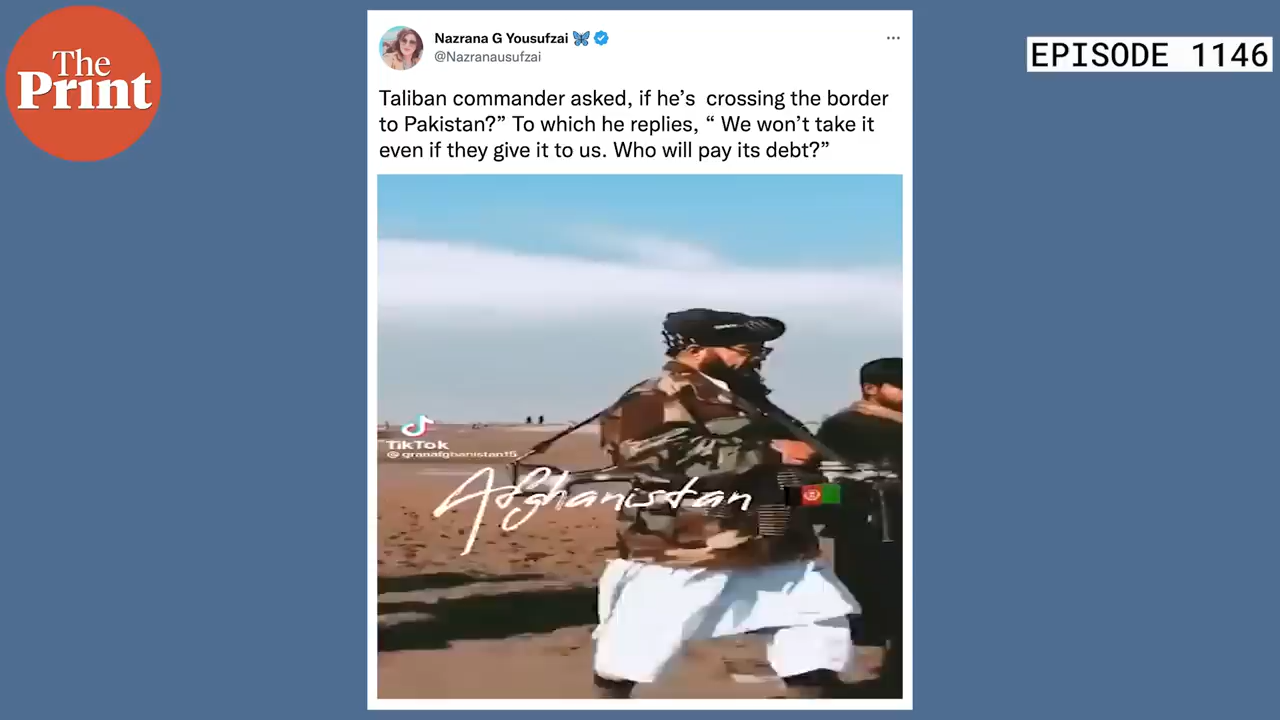 The
Print
EPISODE 1146
Nazrana G Yousufzai
@Nazranausufzai
Taliban commander asked, if he's  crossing the border
to Pakistan?” To which he replies, “ We won't take it
even if they give it to us. Who will pay its debt?”
TikTok
@granafghanistan15
Afghanistan